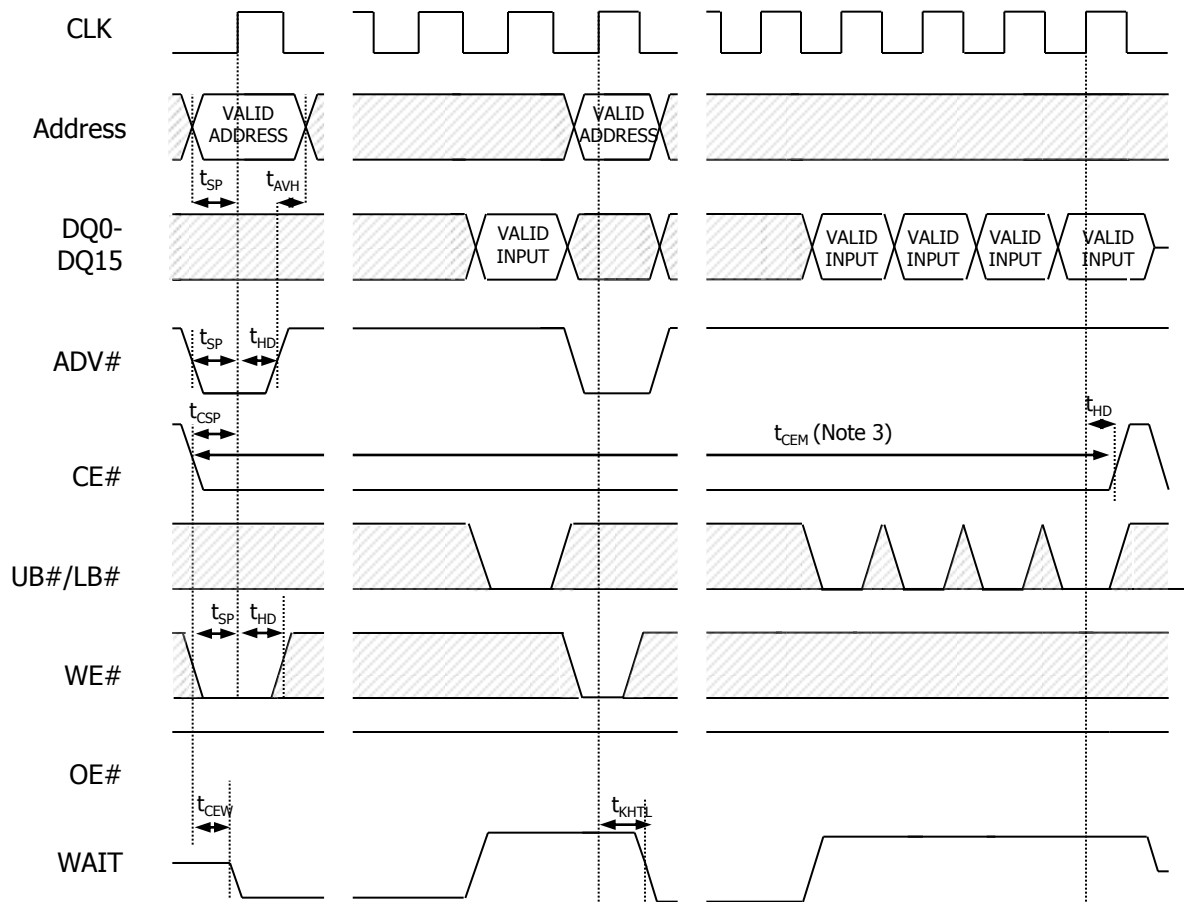 CLK
Address
VALID
ADDRESS
VALID
ADDRESS
tSP
tAVH
DQ0-
DQ15
VALID
INPUT
VALID
INPUT
VALID
INPUT
VALID
INPUT
VALID
INPUT
ADV#
tSP
tHD
tCSP
tHD
CE#
tCEM (Note 3)
UB#/LB#
tSP
tHD
WE#
OE#
tCEW
tKHTL
WAIT